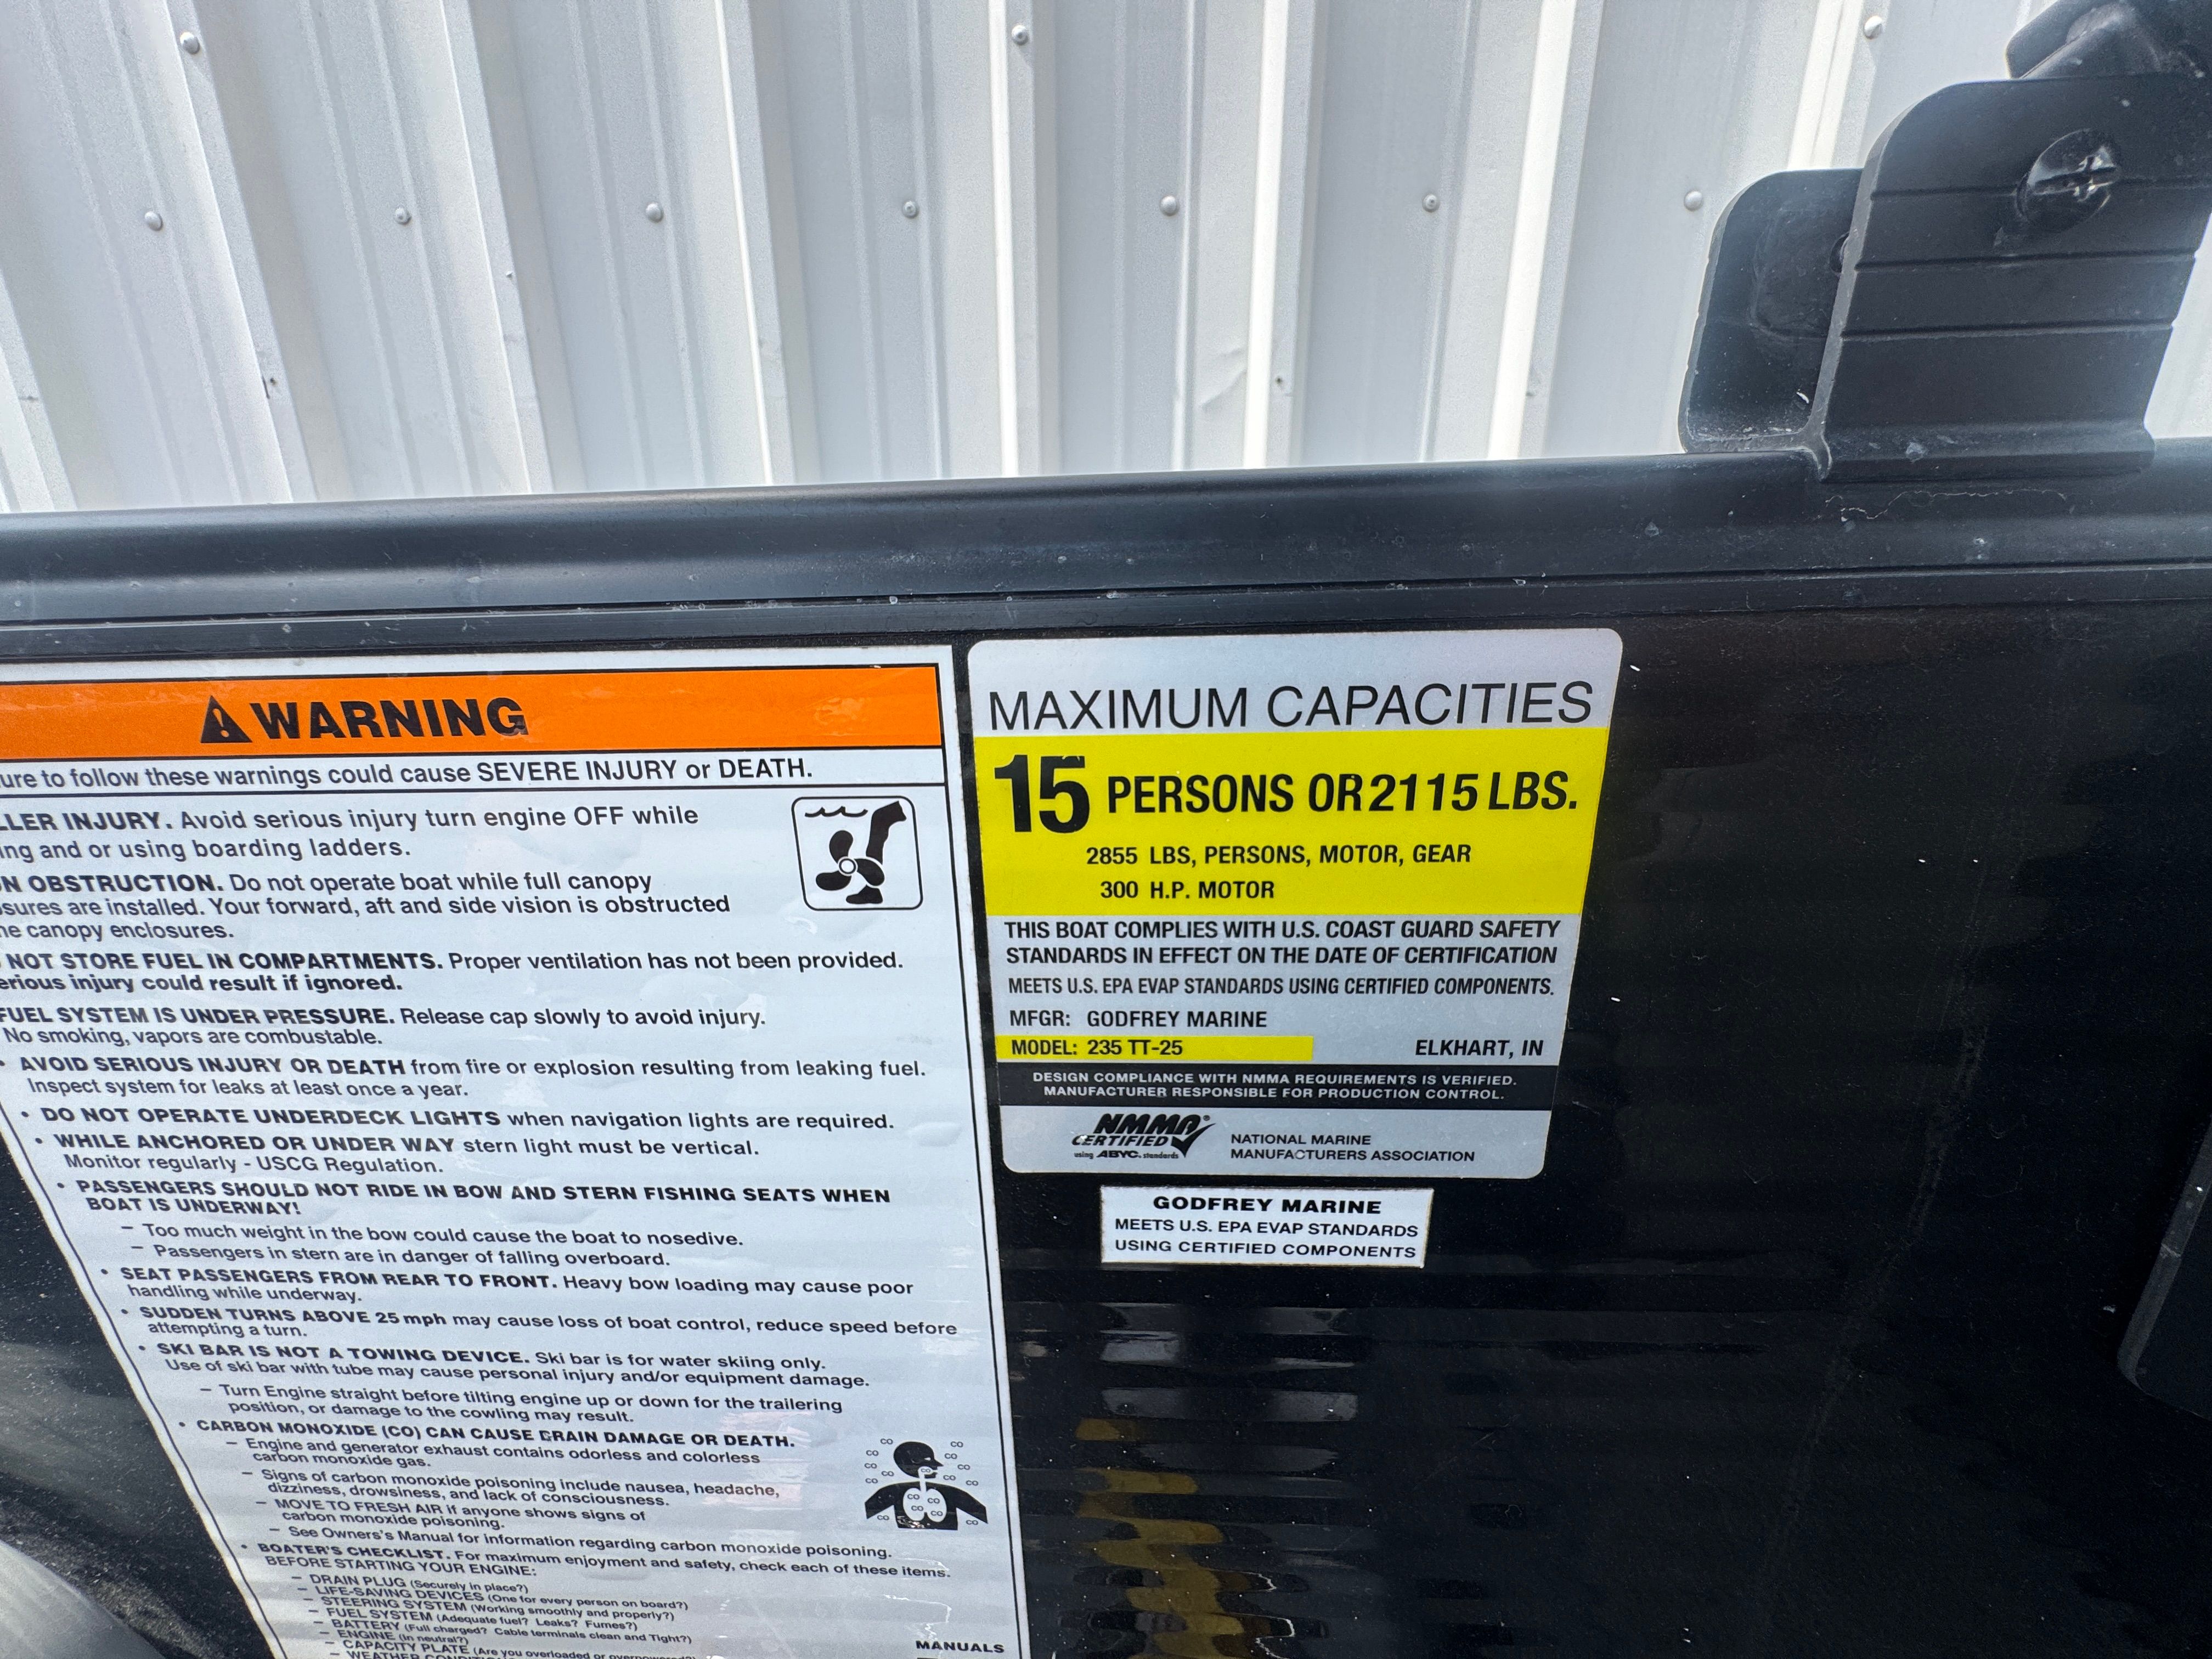 WARNING
ure to follow these warnings could cause SEVERE INJURY or DEATH.
LLER INJURY. Avoid serious injury turn engine OFF while
ing and or using boarding ladders.
N OBSTRUCTION. Do not operate boat while full canopy
sures are installed. Your forward, aft and side vision is obstructed
he canopy enclosures.
NOT STORE FUEL IN COMPARTMENTS. Proper ventilation has not been provided.
erious injury could result if ignored.
FUEL SYSTEM IS UNDER PRESSURE. Release cap slowly to avoid injury.
No smoking, vapors are combustable.
• AVOID SERIOUS INJURY OR DEATH from fire or explosion resulting from leaking fuel.
Inspect system for leaks at least once a year.
• DO NOT OPERATE UNDERDECK LIGHTS when navigation lights are required.
• WHILE ANCHORED OR UNDER WAY stern light must be vertical.
Monitor regularly - USCG Regulation.
• PASSENGERS SHOULD NOT RIDE IN BOW AND STERN FISHING SEATS WHEN
BOAT IS UNDERWAY!
– Too much weight in the bow could cause the boat to nosedive.
– Passengers in stern are in danger of falling overboard.
• SEAT PASSENGERS FROM REAR TO FRONT. Heavy bow loading may cause poor
handling while underway.
• SUDDEN TURNS ABOVE 25 mph may cause loss of boat control, reduce speed before
attempting a turn.
• SKI BAR IS NOT A TOWING DEVICE. Ski bar is for water skiing only.
Use of ski bar with tube may cause personal injury and/or equipment damage.
– Turn Engine straight before tilting engine up or down for the trailering
position, or damage to the cowling may result.
• CARBON MONOXIDE (CO) CAN CAUSE BRAIN DAMAGE OR DEATH.
– Engine and generator exhaust contains odorless and colorless
carbon monoxide gas.
– Signs of carbon monoxide poisoning include nausea, headache,
dizziness, drowsiness, and lack of consciousness.
– MOVE TO FRESH AIR if anyone shows signs of
carbon monoxide poisoning.
– See Owners's Manual for information regarding carbon monoxide poisoning.
• BOATER'S CHECKLIST. For maximum enjoyment and safety, check each of these items.
BEFORE STARTING YOUR ENGINE:
– DRAIN PLUG (Securely in place?)
– LIFE-SAVING DEVICES (One for every person on board?)
– STEERING SYSTEM (Working smoothly and properly?)
– FUEL SYSTEM (Adequate fuel? Leaks? Fumes?)
– BATTERY (Full charged? Cable terminals clean and Tight?)
– ENGINE (In neutral?)
– CAPACITY PLATE (Are you overloaded or overpowered?)
– WEATHER
MANUALS
MAXIMUM CAPACITIES
15 PERSONS OR 2115 LBS.
2855 LBS, PERSONS, MOTOR, GEAR
300 H.P. MOTOR
THIS BOAT COMPLIES WITH U.S. COAST GUARD SAFETY
STANDARDS IN EFFECT ON THE DATE OF CERTIFICATION
MEETS U.S. EPA EVAP STANDARDS USING CERTIFIED COMPONENTS.
MFGR: GODFREY MARINE
MODEL: 235 TT-25 ELKHART, IN
DESIGN COMPLIANCE WITH NMMA REQUIREMENTS IS VERIFIED.
MANUFACTURER RESPONSIBLE FOR PRODUCTION CONTROL.
NMMA®
CERTIFIED
using ABYC. standards
NATIONAL MARINE
MANUFACTURERS ASSOCIATION
GODFREY MARINE
MEETS U.S. EPA EVAP STANDARDS
USING CERTIFIED COMPONENTS